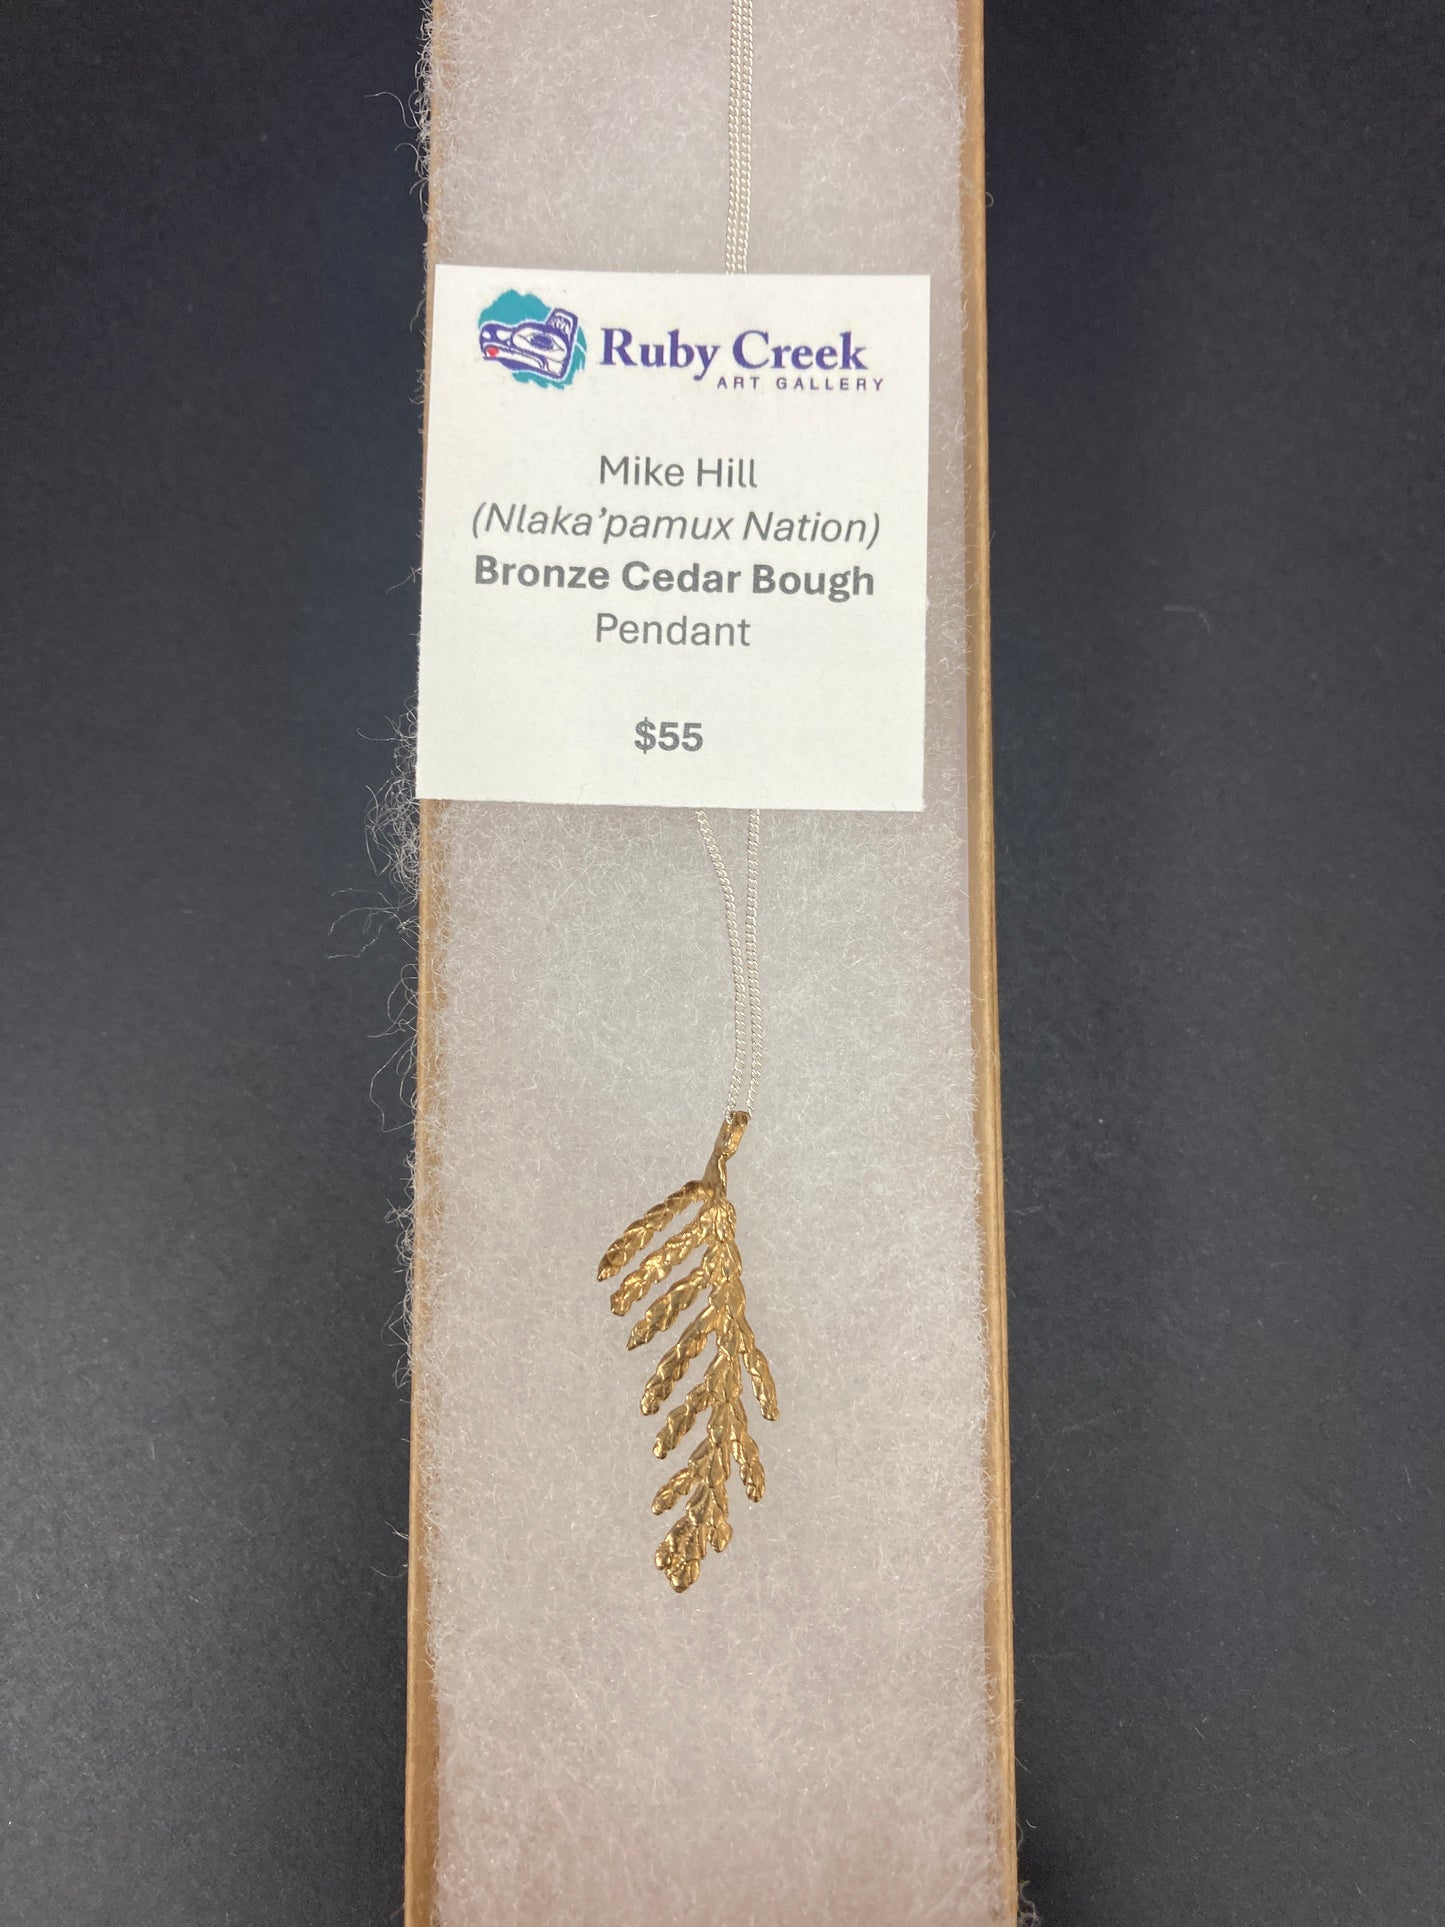 Ruby Creek
ART GALLERY
Mike Hill
(Nlaka’pamux Nation)
Bronze Cedar Bough
Pendant
$55